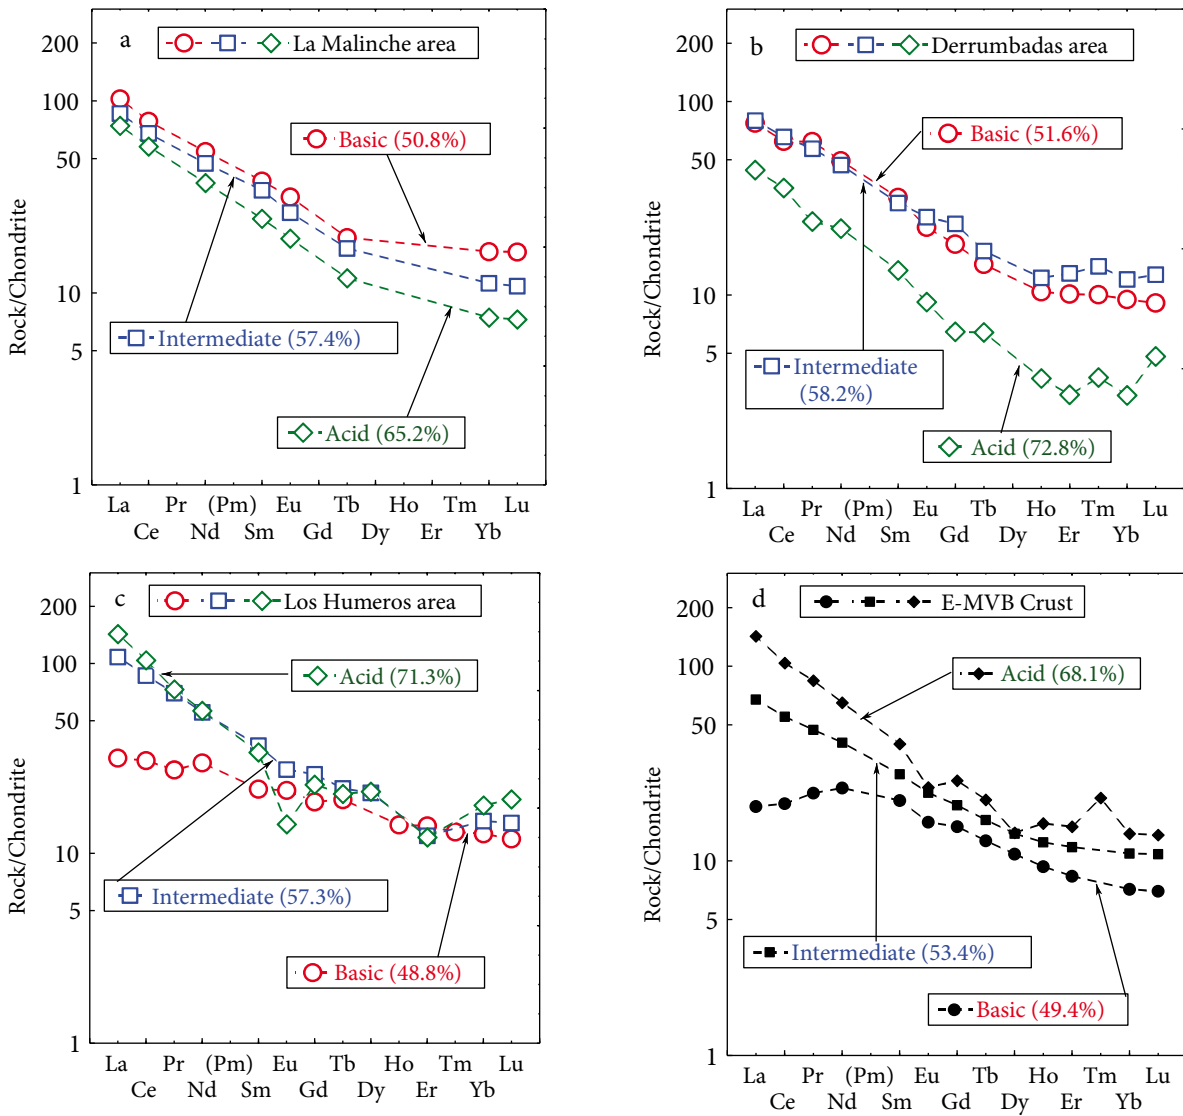 a
La Malinche area
200
100
50
10
5
1
Rock/Chondrite
Basic (50.8%)
Intermediate (57.4%)
Acid (65.2%)
La Pr (Pm) Eu Tb Ho Tm Lu
Ce Nd Sm Gd Dy Er Yb
b
Derrumbadas area
200
100
50
10
5
1
Rock/Chondrite
Basic (51.6%)
Intermediate
(58.2%)
Acid (72.8%)
La Pr (Pm) Eu Tb Ho Tm Lu
Ce Nd Sm Gd Dy Er Yb
c
Los Humeros area
200
100
50
10
5
1
Rock/Chondrite
Acid (71.3%)
Intermediate (57.3%)
Basic (48.8%)
La Pr (Pm) Eu Tb Ho Tm Lu
Ce Nd Sm Gd Dy Er Yb
d
E-MVB Crust
200
100
50
10
5
1
Rock/Chondrite
Acid (68.1%)
Intermediate (53.4%)
Basic (49.4%)
La Pr (Pm) Eu Tb Ho Tm Lu
Ce Nd Sm Gd Dy Er Yb